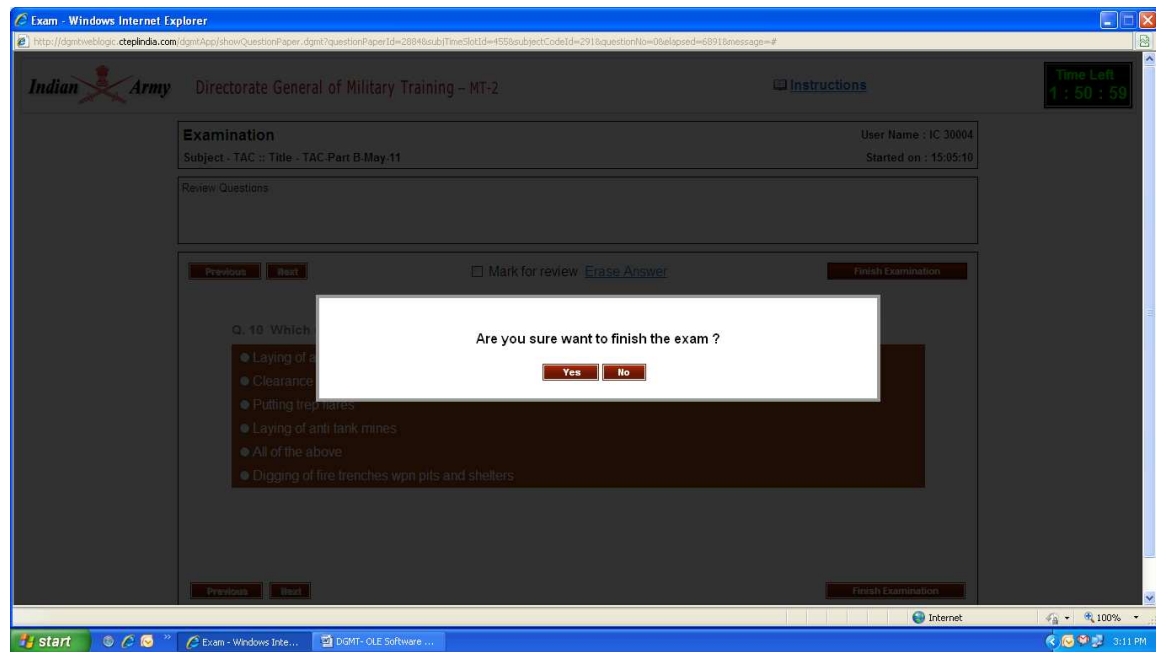 Exam - Windows Internet Explorer
http://dgmtweblogic.cteplindia.com/dgmtApp/showQuestionPaper.dgmt?questionPaperId=2884&subjTimeSlotId=455&subjectCodeId=291&questionNo=0&elapsed=6891&message=#
Indian Army Directorate General of Military Training – MT-2 Instructions
Time Left
1 : 50 : 59
Examination User Name : IC 30004
Subject - TAC :: Title - TAC-Part B-May-11 Started on : 15:05:10
Review Questions
Previous Next Mark for review Erase Answer Finish Examination
Q. 10 Which
Are you sure want to finish the exam ?
Yes No
Laying of a
Clearance
Putting trep flares
Laying of anti tank mines
All of the above
Digging of fire trenches wpn pits and shelters
Previous Next Finish Examination
Internet 100%
start Exam - Windows Inte... DGMT- OLE Software ... 3:11 PM